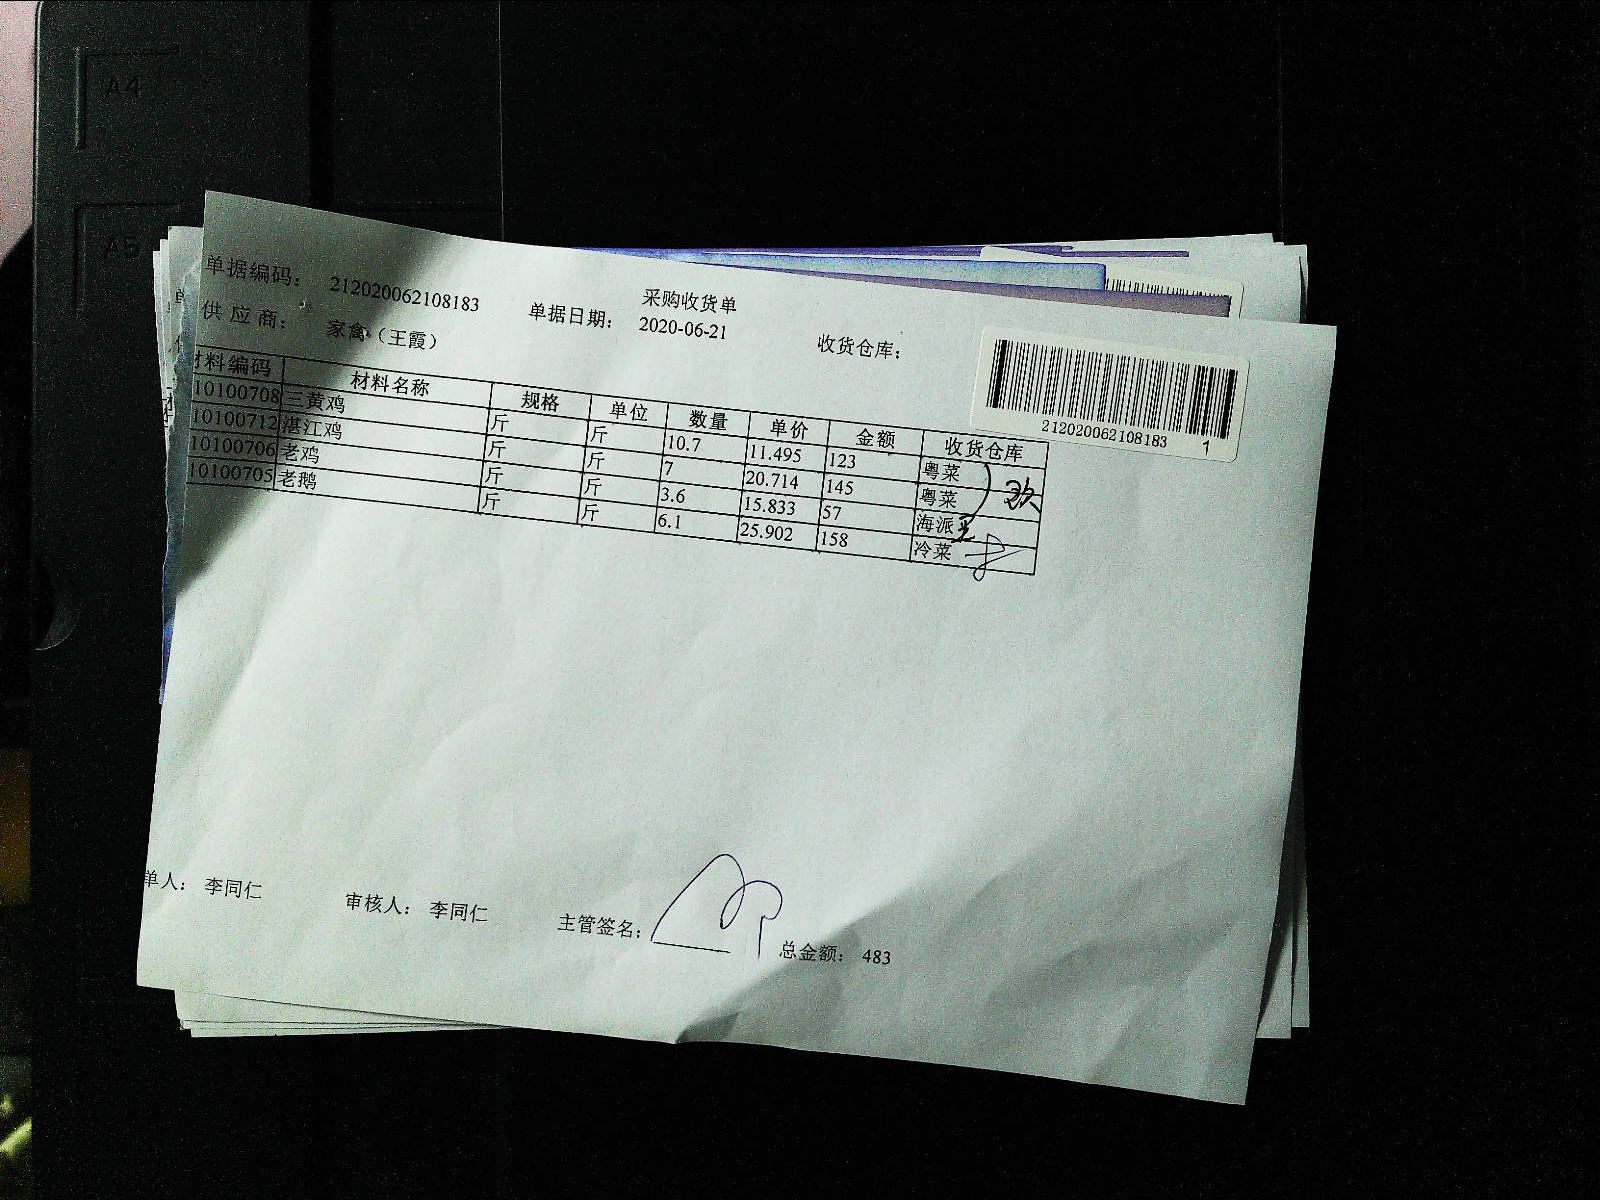 A4
A5
采购收货单
单据编码： 212020062108183 单据日期： 2020-06-21 收货仓库：
供应商： 家禽（王霞）
212020062108183 1
材料编码 材料名称 规格 单位 数量 单价 金额 收货仓库
10100708 三黄鸡 斤 斤 10.7 11.495 123 粤菜
10100712 湛江鸡 斤 斤 7 20.714 145 粤菜
10100706 老鸡 斤 斤 3.6 15.833 57 海派
10100705 老鹅 斤 斤 6.1 25.902 158 冷菜
单人： 李同仁 审核人： 李同仁 主管签名： 总金额： 483